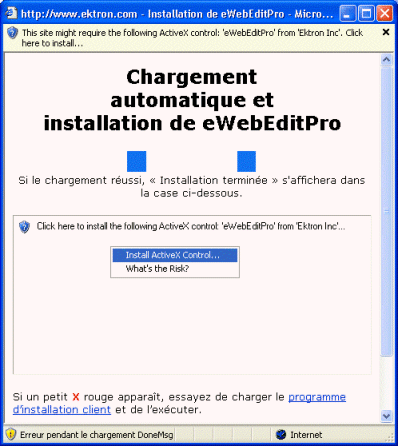 http://www.ektron.com - Installation de eWebEditPro - Micro...
This site might require the following ActiveX control: 'eWebEditPro' from 'Ektron Inc'. Click
here to install...
Chargement
automatique et
installation de eWebEditPro
Si le chargement réussi, « Installation terminée » s'affichera dans
la case ci-dessous.
Click here to install the following ActiveX control: 'eWebEditPro' from 'Ektron Inc'...
Install ActiveX Control...
What's the Risk?
Si un petit X rouge apparaît, essayez de charger le programme
d'installation client et de l'exécuter.
Erreur pendant le chargement DoneMsg
Internet